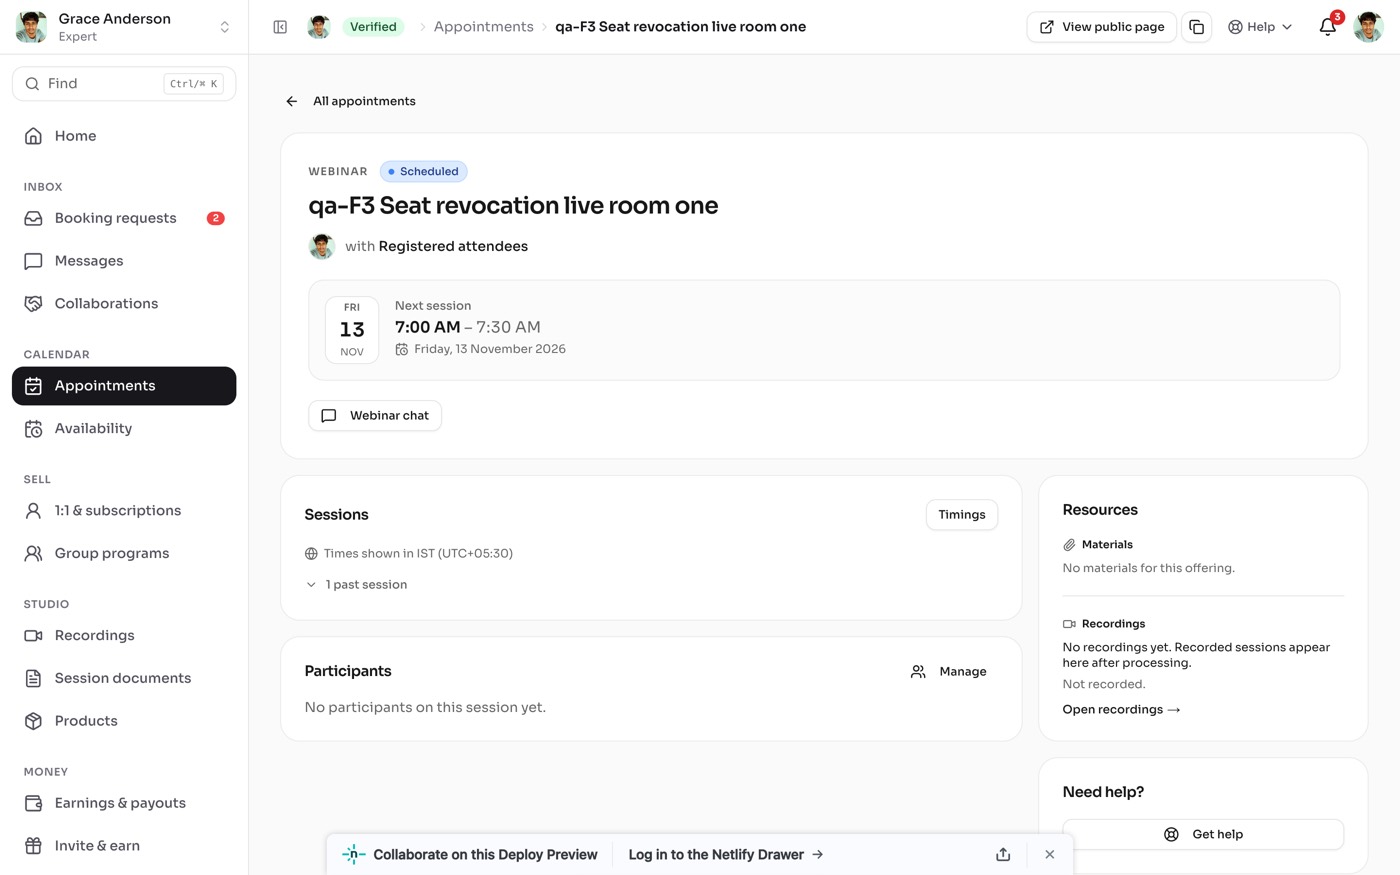 Grace Anderson
Expert
Find
Ctrl/⌘ K
Home
INBOX
Booking requests
2
Messages
Collaborations
CALENDAR
Appointments
Availability
SELL
1:1 & subscriptions
Group programs
STUDIO
Recordings
Session documents
Products
MONEY
Earnings & payouts
Invite & earn
Verified
Appointments
qa-F3 Seat revocation live room one
View public page
Help
3
All appointments
WEBINAR
Scheduled
qa-F3 Seat revocation live room one
with Registered attendees
FRI
13
NOV
Next session
7:00 AM – 7:30 AM
Friday, 13 November 2026
Webinar chat
Sessions
Timings
Times shown in IST (UTC+05:30)
1 past session
Participants
Manage
No participants on this session yet.
Resources
Materials
No materials for this offering.
Recordings
No recordings yet. Recorded sessions appear
here after processing.
Not recorded.
Open recordings →
Need help?
Get help
Collaborate on this Deploy Preview
Log in to the Netlify Drawer →